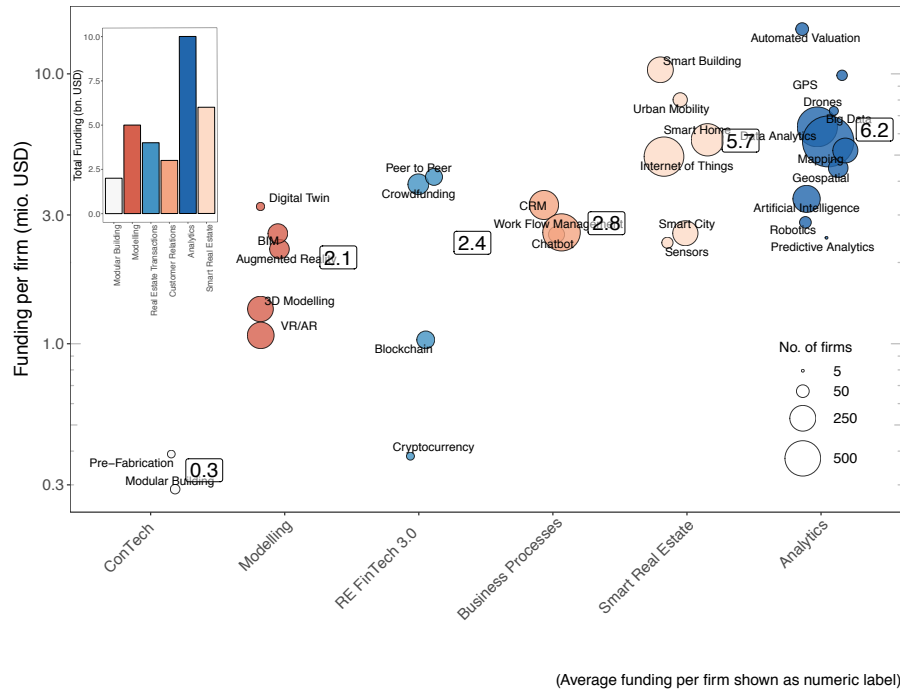 Total Funding (bn. USD)
10.0
7.5
5.0
2.5
0.0
Modular Building
Modelling
Real Estate Transactions
Customer Relations
Analytics
Smart Real Estate
Funding per firm (mio. USD)
10.0
3.0
1.0
0.3
Automated Valuation
Smart Building
GPS
Urban Mobility
Drones
Big Data
Smart Home
5.7
Data Analytics
6.2
Mapping
Internet of Things
Peer to Peer
Geospatial
Crowdfunding
Digital Twin
CRM
Artificial Intelligence
Work Flow Management
2.8
Smart City
Robotics
BIM
2.4
Chatbot
Predictive Analytics
Augmented Reality
2.1
Sensors
3D Modelling
VR/AR
Blockchain
No. of firms
5
50
250
500
Cryptocurrency
Pre−Fabrication
0.3
Modular Building
ConTech
Modelling
RE FinTech 3.0
Business Processes
Smart Real Estate
Analytics
(Average funding per firm shown as numeric label)